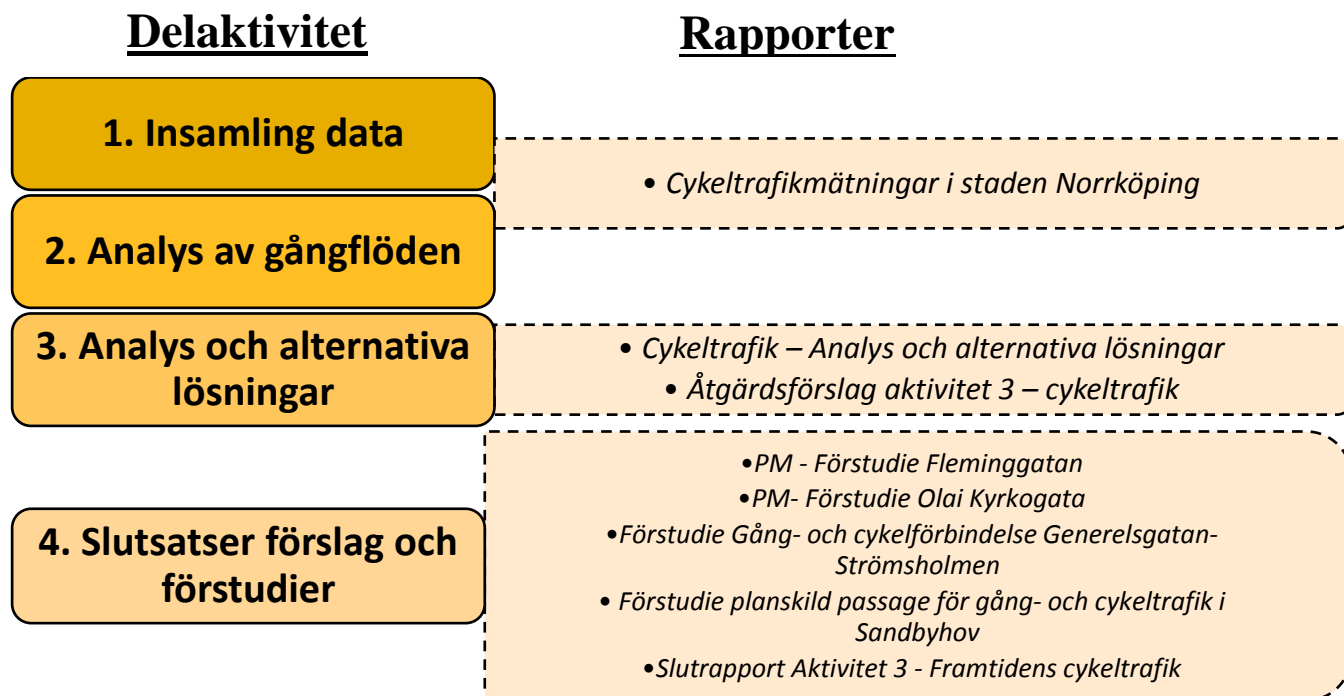 Delaktivitet
Rapporter
1. Insamling data
• Cykeltrafikmätningar i staden Norrköping
2. Analys av gångflöden
3. Analys och alternativa
lösningar
• Cykeltrafik – Analys och alternativa lösningar
• Åtgärdsförslag aktivitet 3 – cykeltrafik
4. Slutsatser förslag och
förstudier
•PM - Förstudie Fleminggatan
•PM- Förstudie Olai Kyrkogata
•Förstudie Gång- och cykelförbindelse Generelsgatan-
Strömsholmen
• Förstudie planskild passage för gång- och cykeltrafik i
Sandbyhov
•Slutrapport Aktivitet 3 - Framtidens cykeltrafik